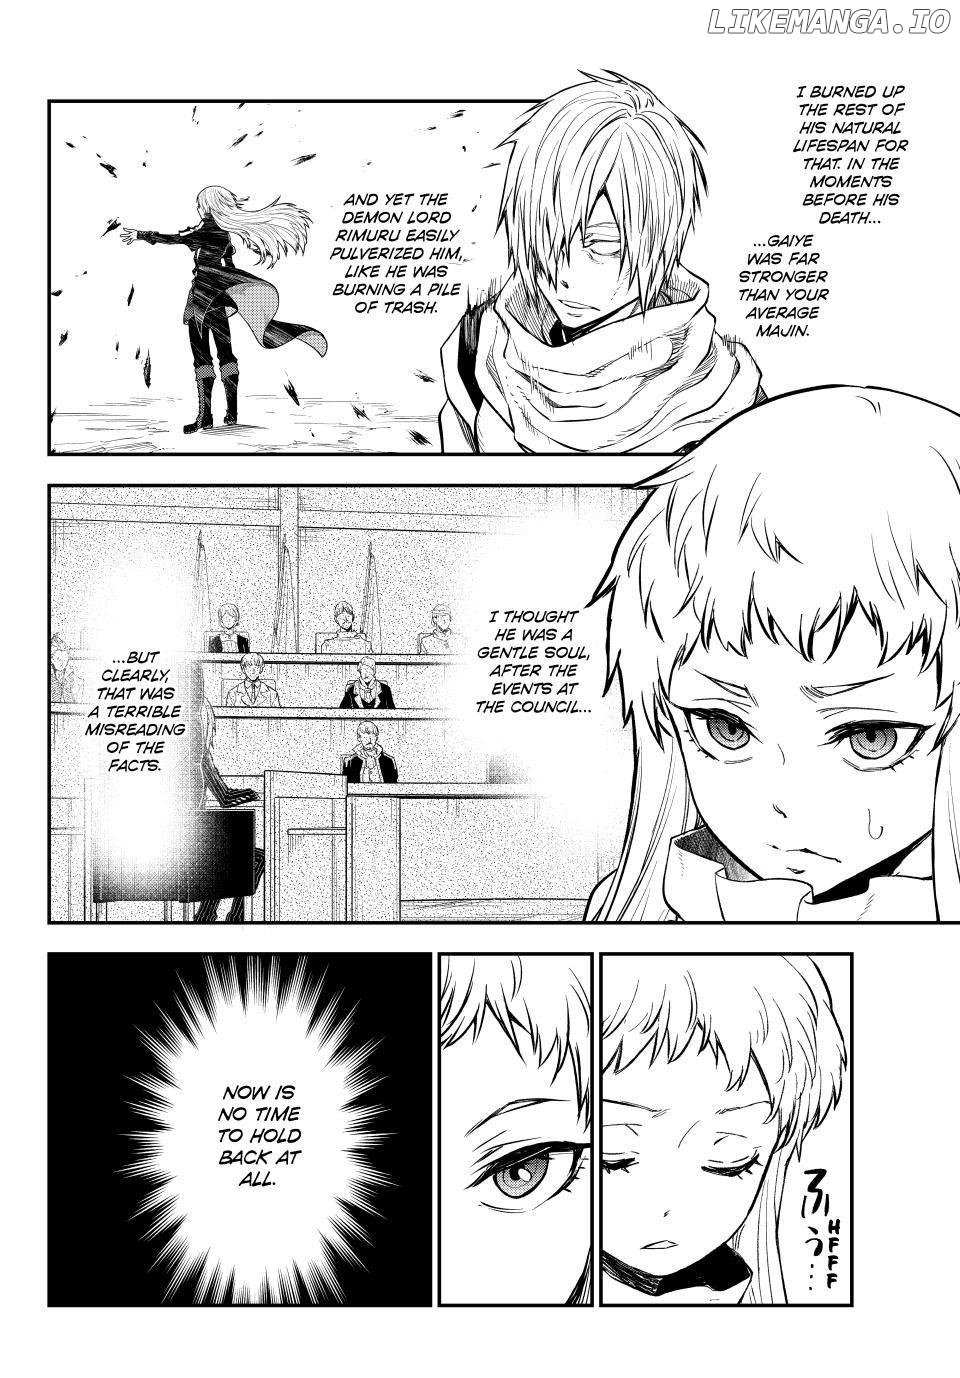 LIKEMANGA.IO
I BURNED UP
THE REST OF
HIS NATURAL
LIFESPAN FOR
THAT. IN THE
MOMENTS
BEFORE HIS
DEATH...
...GAIYE
WAS FAR
STRONGER
THAN YOUR
AVERAGE
MAJIN.
AND YET THE
DEMON LORD
RIMURU EASILY
PULVERIZED HIM,
LIKE HE WAS
BURNING A PILE
OF TRASH.
I THOUGHT
HE WAS A
GENTLE SOUL,
AFTER THE
EVENTS AT
THE COUNCIL...
...BUT
CLEARLY,
THAT WAS
A TERRIBLE
MISREADING
OF THE
FACTS.
ふぅ...
HFFF
NOW IS
NO TIME
TO HOLD
BACK AT
ALL.